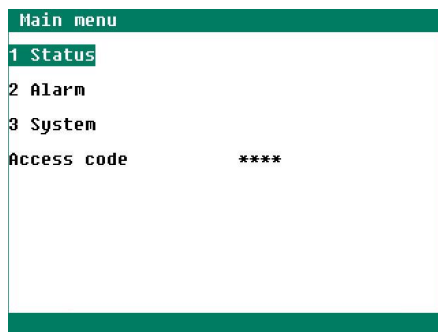 Main menu
1 Status
2 Alarm
3 System
Access code ****